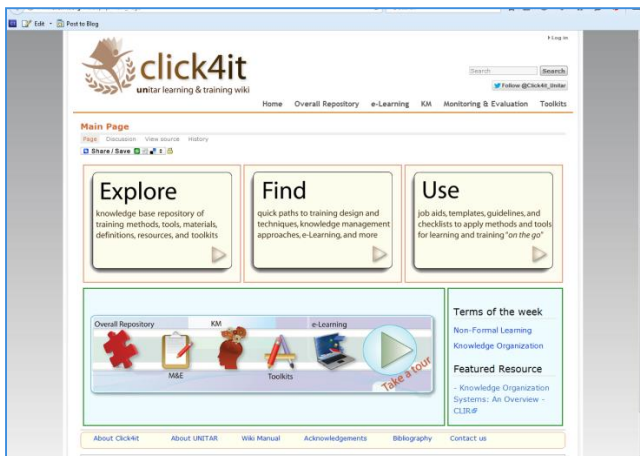 Edit
Post to Blog
Log in
click4it
unitar learning & training wiki
Search
Search
Follow @Click4it_Unitar
Home Overall Repository e-Learning KM Monitoring & Evaluation Toolkits
Main Page
Page Discussion View source History
Share / Save
Explore
knowledge base repository of
training methods, tools, materials,
definitions, resources, and toolkits
Find
quick paths to training design and
techniques, knowledge management
approaches, e-Learning, and more
Use
job aids, templates, guidelines, and
checklists to apply methods and tools
for learning and training "on the go"
Overall Repository KM e-Learning
M&E Toolkits
Take a tour
Terms of the week
Non-Formal Learning
Knowledge Organization
Featured Resource
- Knowledge Organization
Systems: An Overview -
CLIR
About Click4it About UNITAR Wiki Manual Acknowledgements Bibliography Contact us